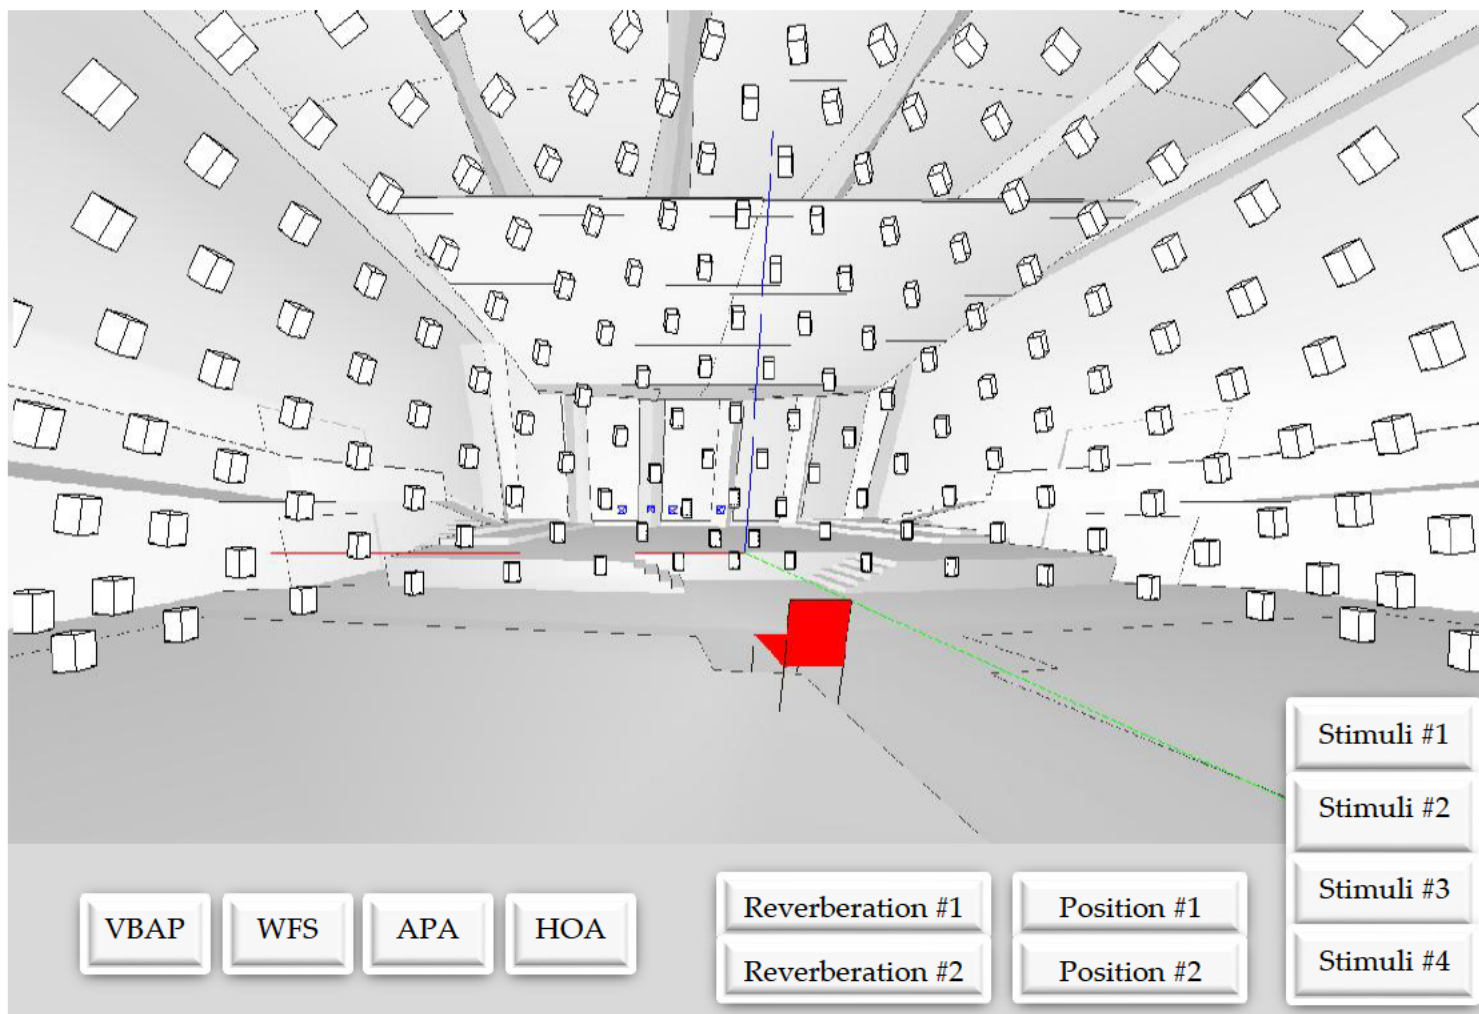 Stimuli #1
Stimuli #2
Stimuli #3
Stimuli #4
VBAP
WFS
APA
HOA
Reverberation #1
Position #1
Reverberation #2
Position #2